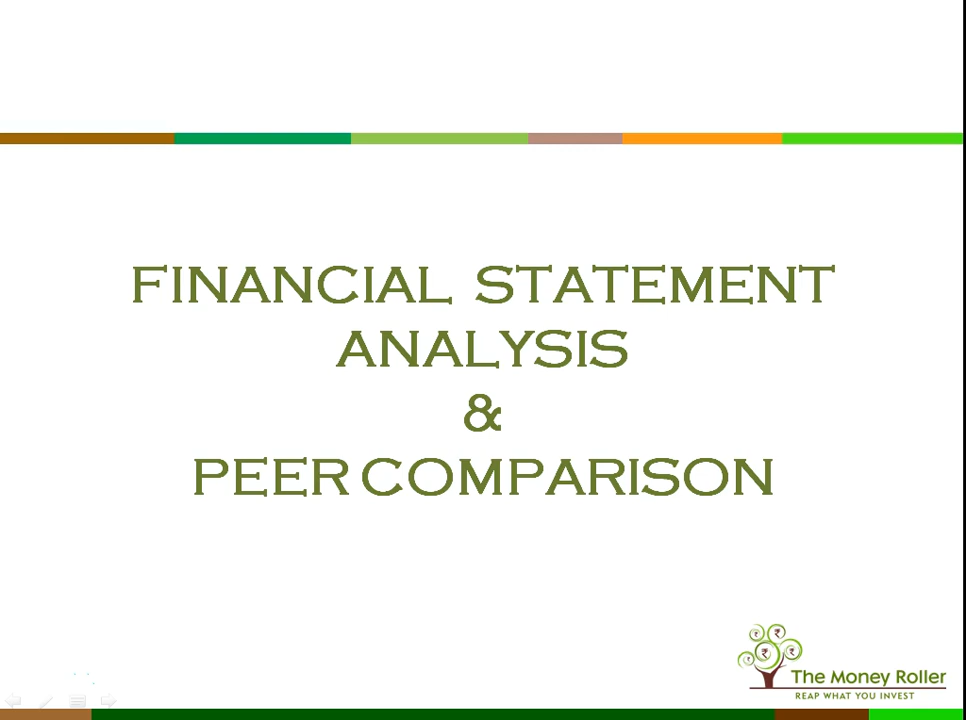 FINANCIAL STATEMENT
ANALYSIS
&
PEER COMPARISON
The Money Roller
REAP WHAT YOU INVEST